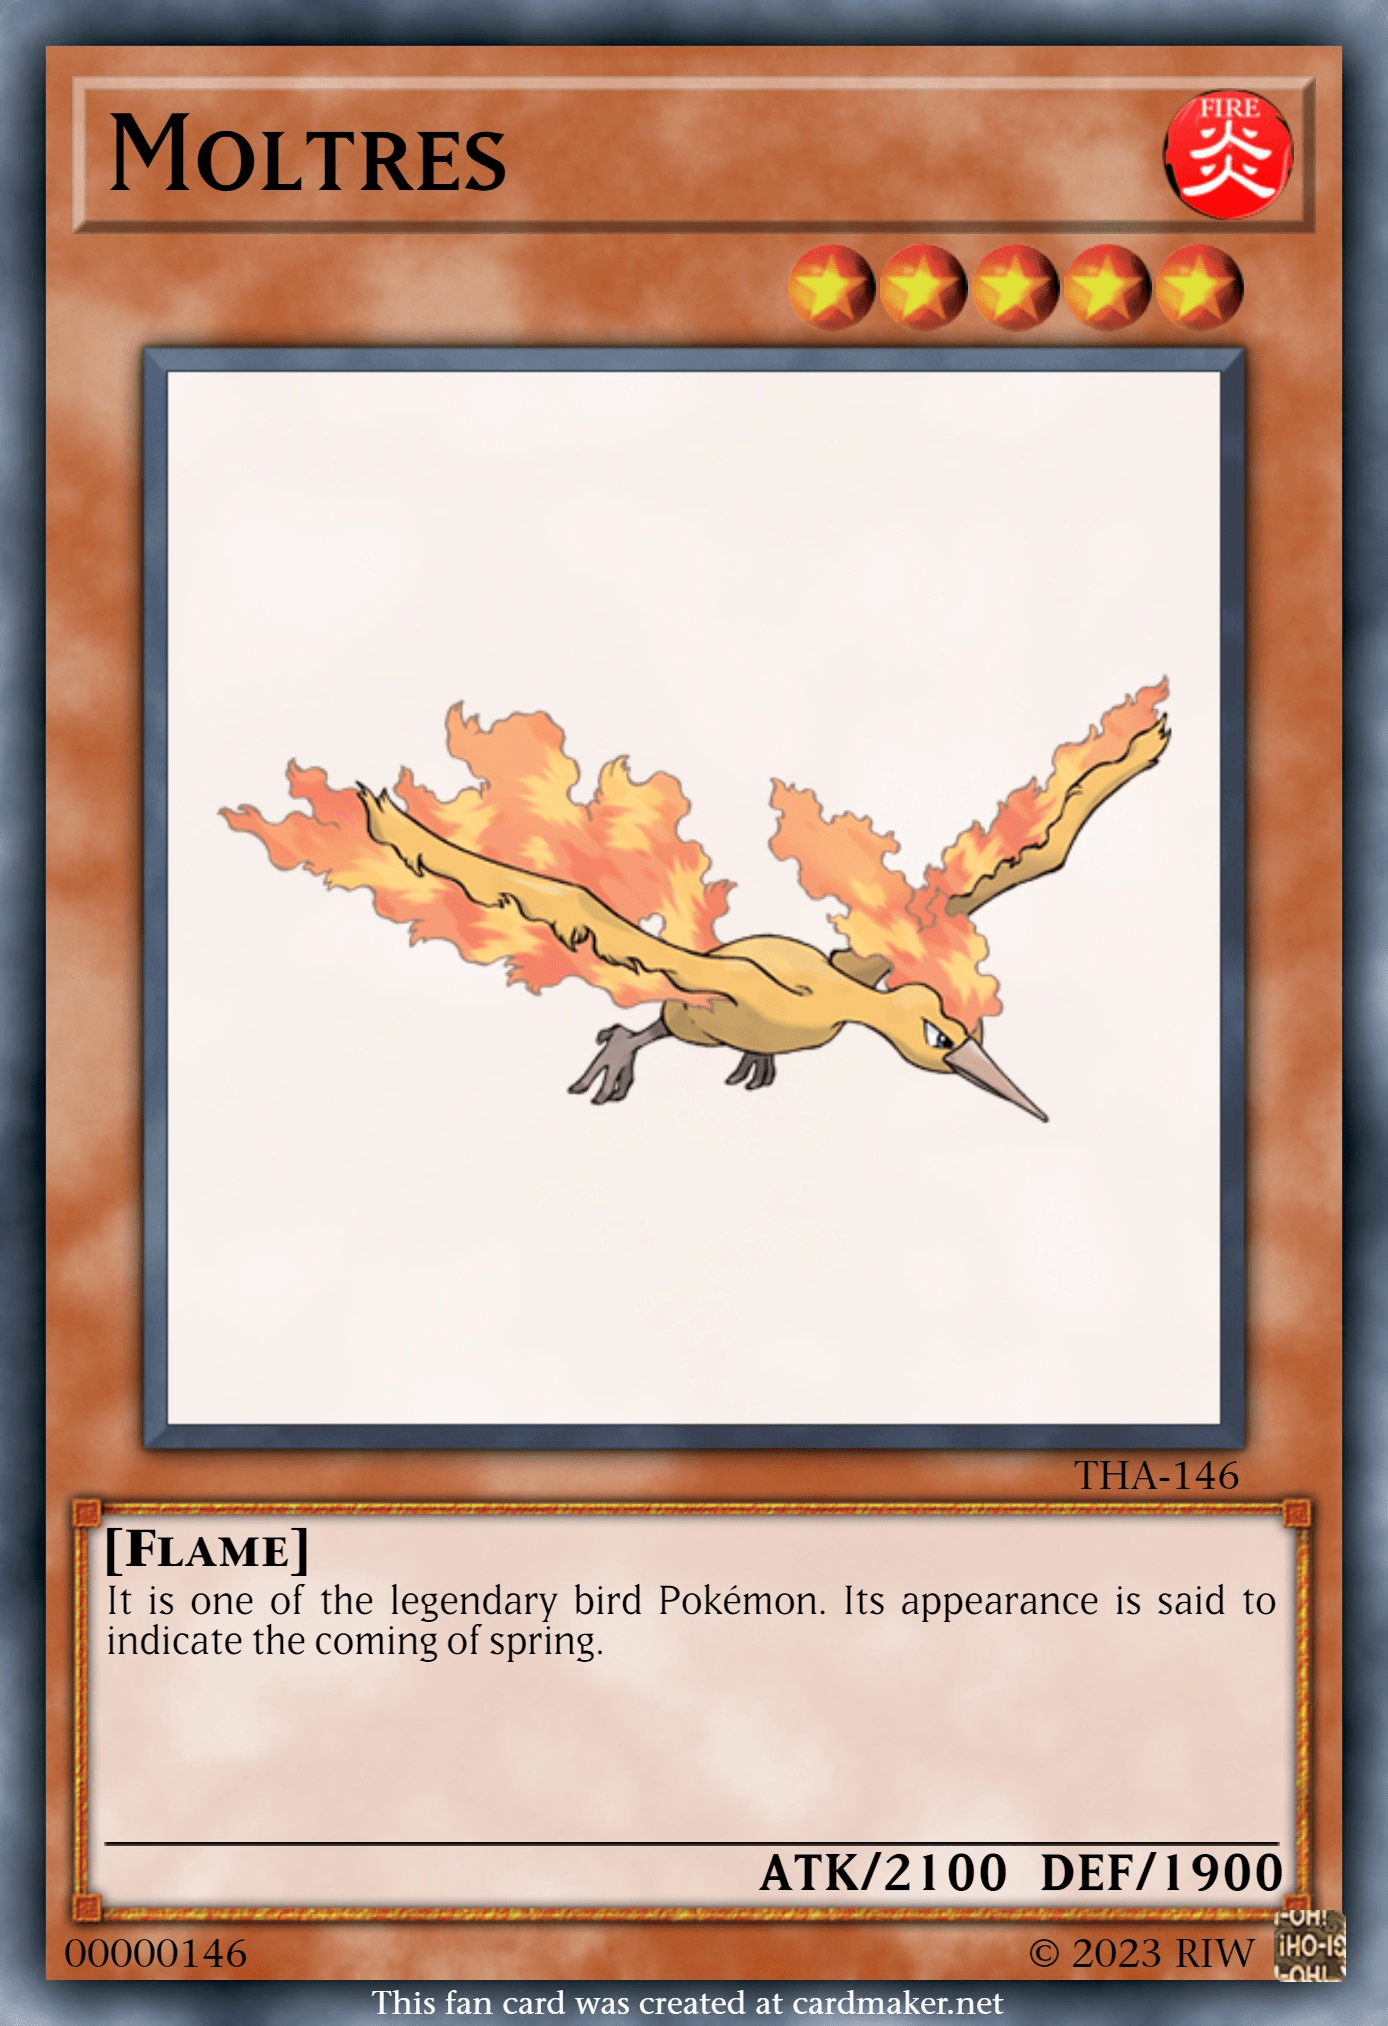 Moltres
FIRE
炎
THA-146
[Flame]
It is one of the legendary bird Pokémon. Its appearance is said to
indicate the coming of spring.
ATK/2100 DEF/1900
00000146
© 2023 RIW
This fan card was created at cardmaker.net